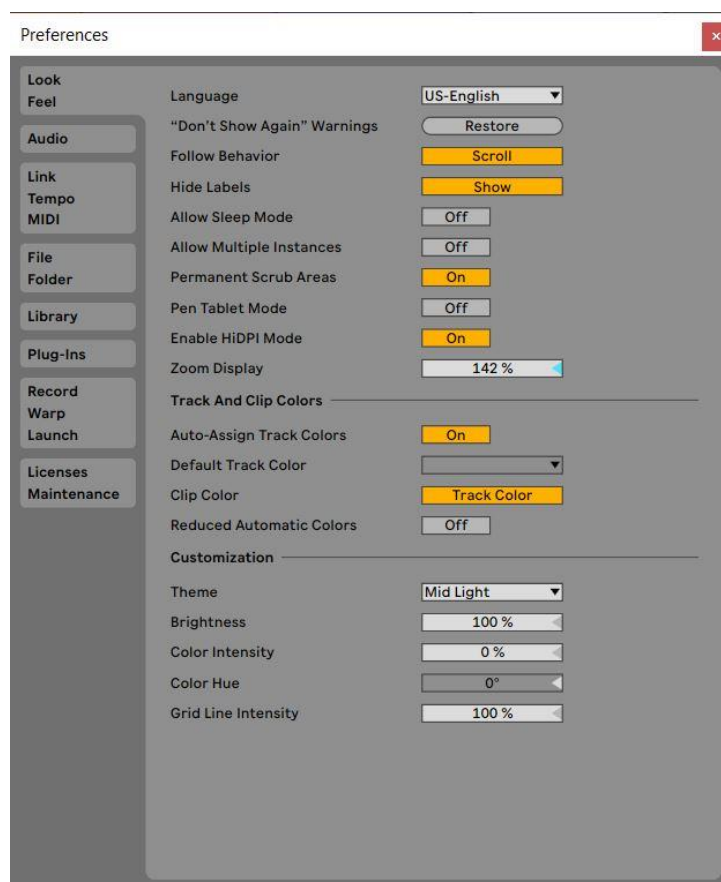 Preferences
Look
Feel
Audio
Link
Tempo
MIDI
File
Folder
Library
Plug-Ins
Record
Warp
Launch
Licenses
Maintenance
Language US-English
“Don't Show Again” Warnings Restore
Follow Behavior Scroll
Hide Labels Show
Allow Sleep Mode Off
Allow Multiple Instances Off
Permanent Scrub Areas On
Pen Tablet Mode Off
Enable HiDPI Mode On
Zoom Display 142 %
Track And Clip Colors
Auto-Assign Track Colors On
Default Track Color
Clip Color Track Color
Reduced Automatic Colors Off
Customization
Theme Mid Light
Brightness 100 %
Color Intensity 0 %
Color Hue 0°
Grid Line Intensity 100 %